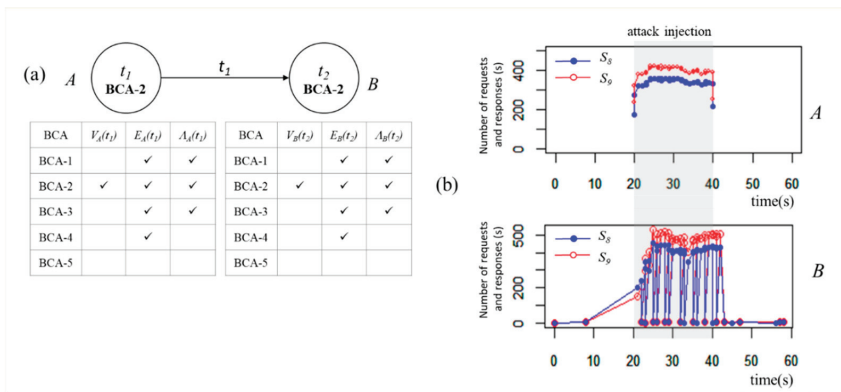 (a)
A
t1
BCA-2
t1
t2
BCA-2
B
BCA VA(t1) EA(t1) ΛA(t1)
BCA-1 ✓ ✓
BCA-2 ✓ ✓ ✓
BCA-3 ✓ ✓
BCA-4 ✓
BCA-5
BCA VB(t2) EB(t2) ΛB(t2)
BCA-1 ✓ ✓
BCA-2 ✓ ✓ ✓
BCA-3 ✓ ✓
BCA-4 ✓
BCA-5
(b)
attack injection
Number of requests
and responses (s)
400
200
0
S8
S9
A
0 10 20 30 40 50 60
time(s)
Number of requests
and responses (s)
500
200
0
S8
S9
B
0 10 20 30 40 50 60
time(s)